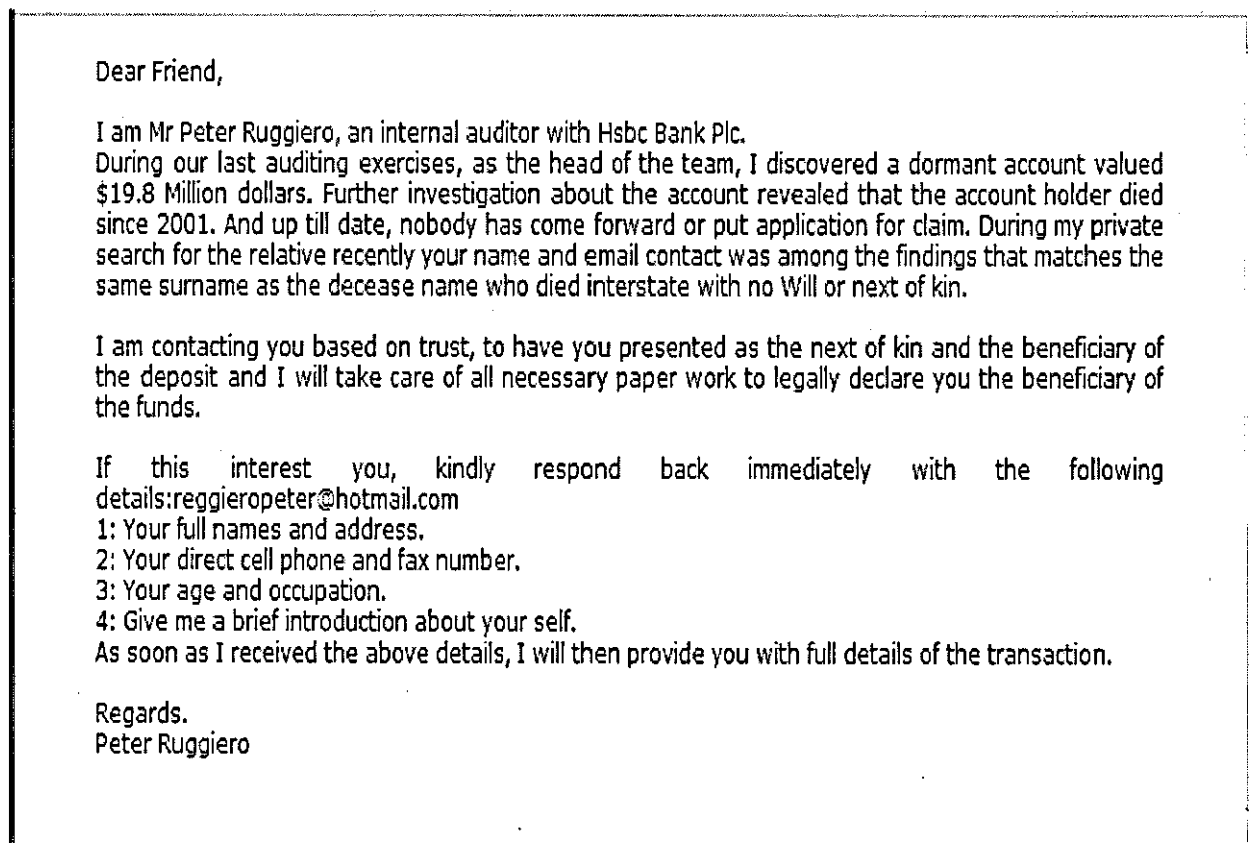 Dear Friend,
I am Mr Peter Ruggiero, an internal auditor with Hsbc Bank Plc.
During our last auditing exercises, as the head of the team, I discovered a dormant account valued
$19.8 Million dollars. Further investigation about the account revealed that the account holder died
since 2001. And up till date, nobody has come forward or put application for claim. During my private
search for the relative recently your name and email contact was among the findings that matches the
same surname as the decease name who died interstate with no Will or next of kin.
I am contacting you based on trust, to have you presented as the next of kin and the beneficiary of
the deposit and I will take care of all necessary paper work to legally declare you the beneficiary of
the funds.
If this interest you, kindly respond back immediately with the following
details:reggieropeter@hotmail.com
1: Your full names and address.
2: Your direct cell phone and fax number.
3: Your age and occupation.
4: Give me a brief introduction about your self.
As soon as I received the above details, I will then provide you with full details of the transaction.
Regards.
Peter Ruggiero